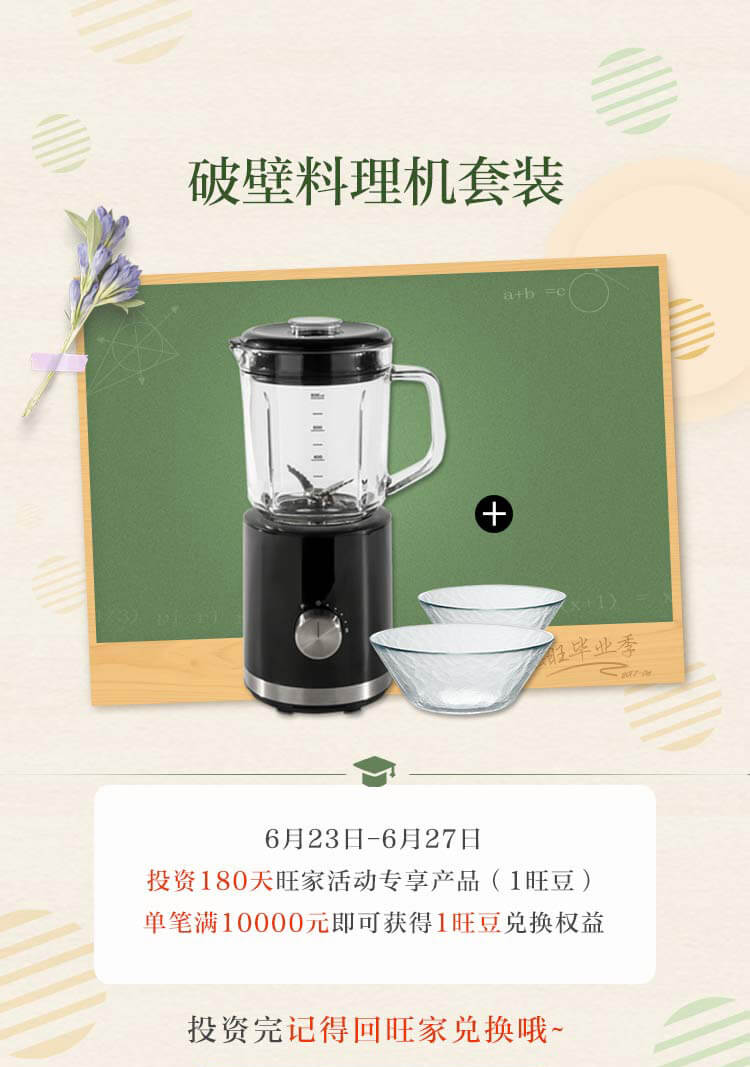 破壁料理机套装
a+b =c
毕业季
6月23日-6月27日
投资180天旺家活动专享产品（1旺豆）
单笔满10000元即可获得1旺豆兑换权益
投资完记得回旺家兑换哦~